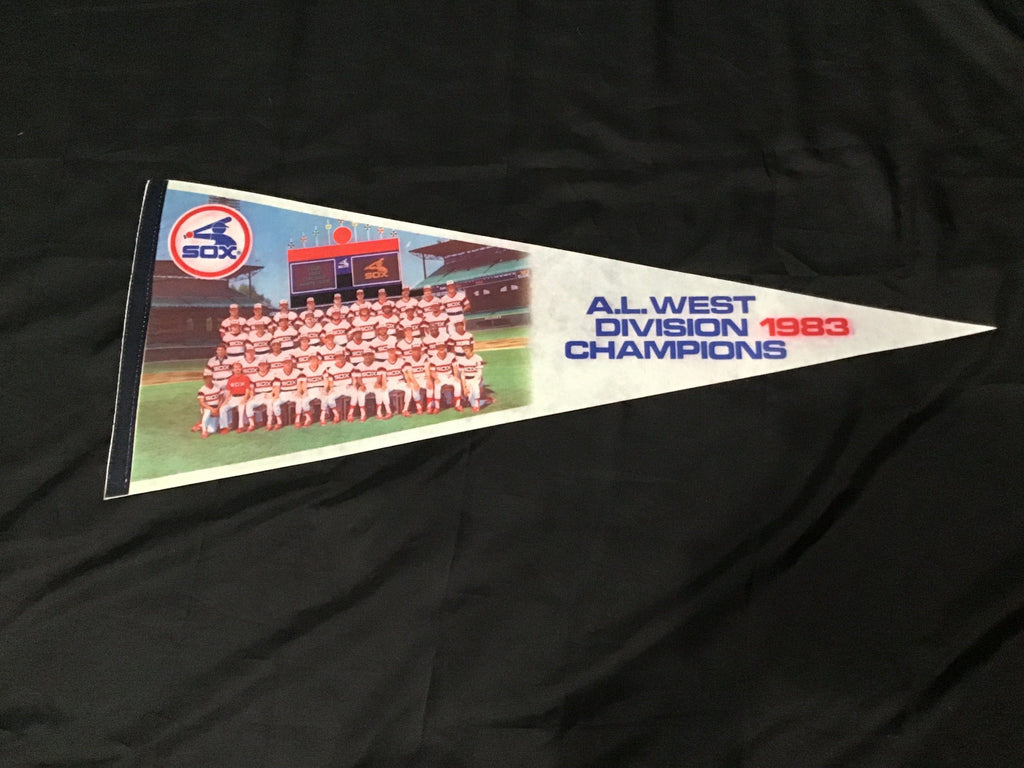 SOX
SOX
A.L. WEST
DIVISION 1983
CHAMPIONS